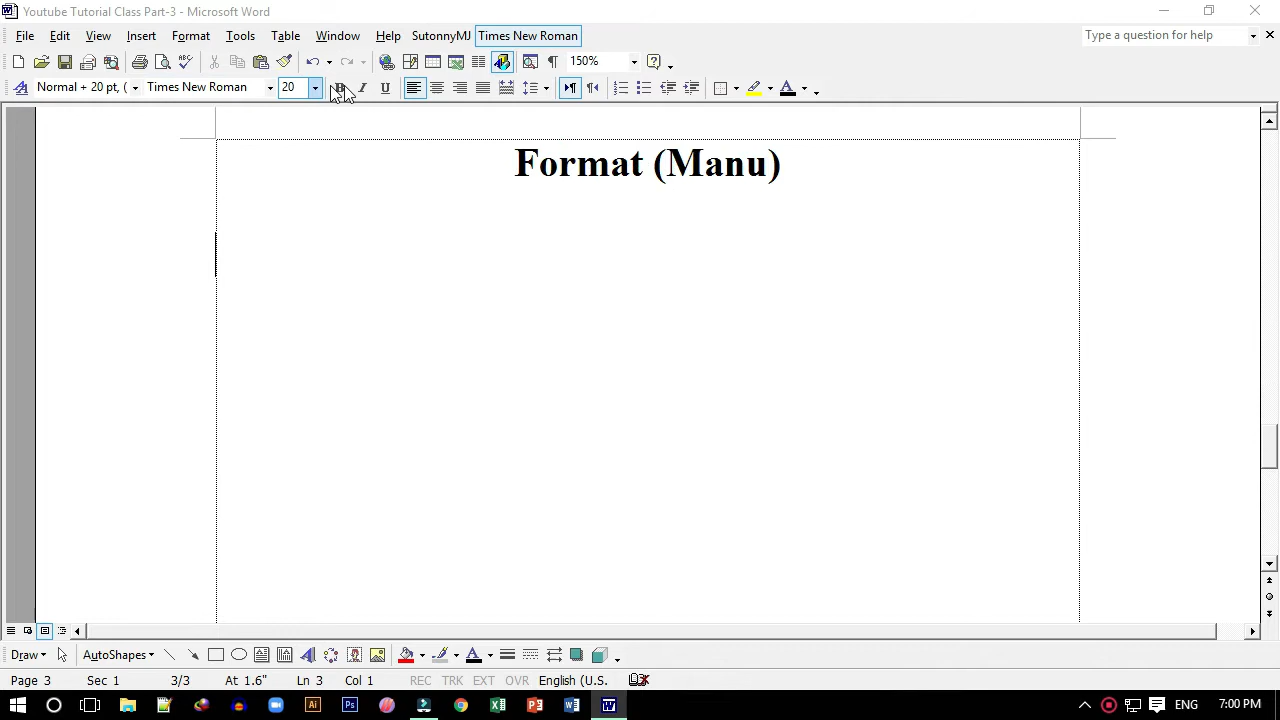 Youtube Tutorial Class Part-3 - Microsoft Word
File Edit View Insert Format Tools Table Window Help SutonnyMJ Times New Roman Type a question for help
150%
Normal + 20 pt, ( Times New Roman 20 B I U
Format (Manu)
Draw AutoShapes
Page 3 Sec 1 3/3 At 1.6" Ln 3 Col 1 REC TRK EXT OVR English (U.S.
ENG 7:00 PM